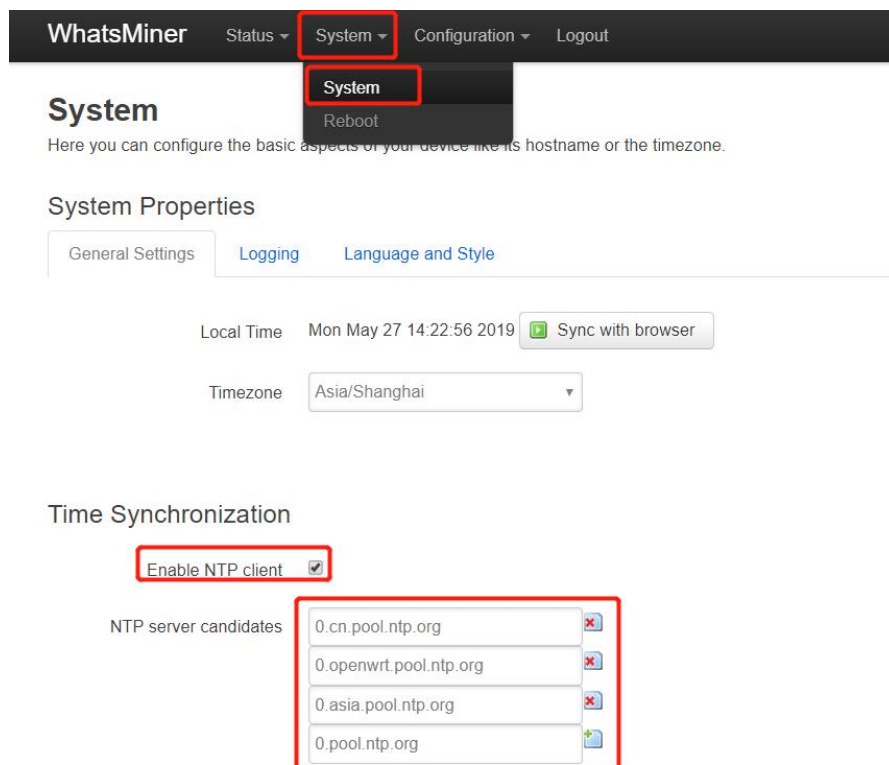 WhatsMiner Status System Configuration Logout
System
Reboot
System
Here you can configure the basic aspects of your device like its hostname or the timezone.
System Properties
General Settings Logging Language and Style
Local Time Mon May 27 14:22:56 2019 Sync with browser
Timezone Asia/Shanghai
Time Synchronization
Enable NTP client
NTP server candidates 0.cn.pool.ntp.org
0.openwrt.pool.ntp.org
0.asia.pool.ntp.org
0.pool.ntp.org